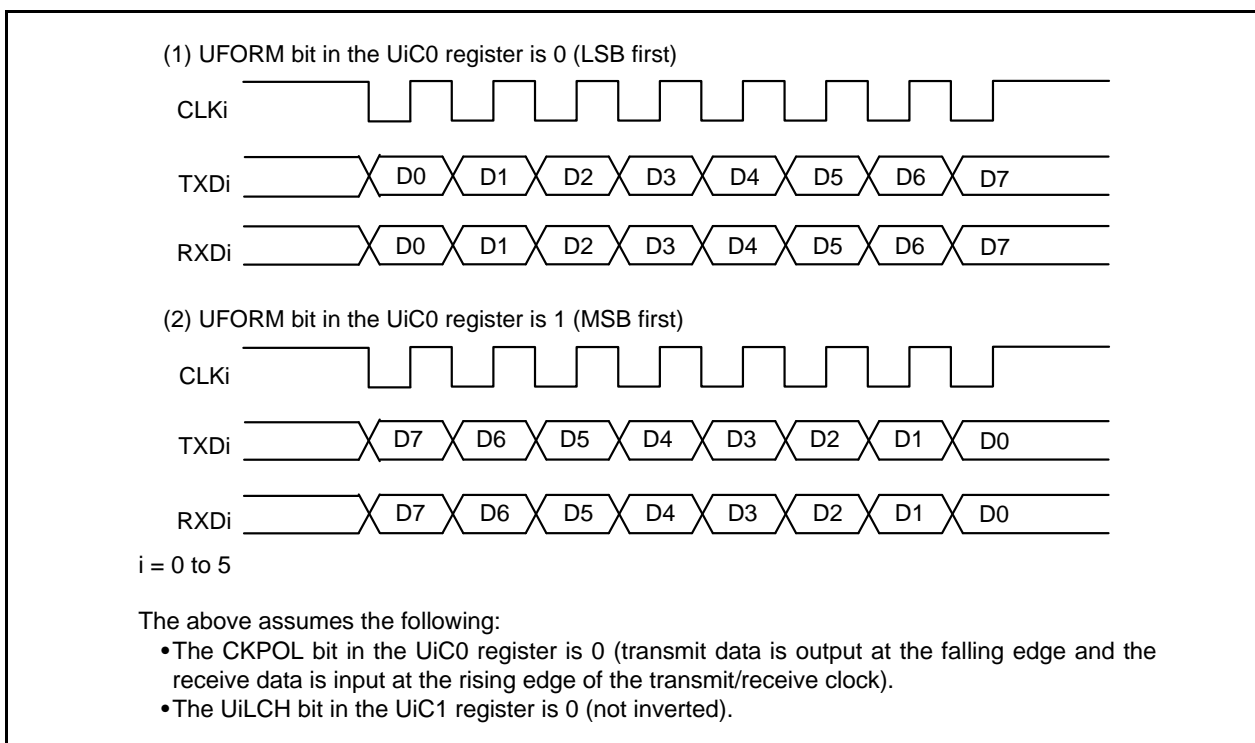 (1) UFORM bit in the UiC0 register is 0 (LSB first)
CLKi
TXDi D0 D1 D2 D3 D4 D5 D6 D7
RXDi D0 D1 D2 D3 D4 D5 D6 D7
(2) UFORM bit in the UiC0 register is 1 (MSB first)
CLKi
TXDi D7 D6 D5 D4 D3 D2 D1 D0
RXDi D7 D6 D5 D4 D3 D2 D1 D0
i = 0 to 5
The above assumes the following:
•The CKPOL bit in the UiC0 register is 0 (transmit data is output at the falling edge and the
receive data is input at the rising edge of the transmit/receive clock).
•The UiLCH bit in the UiC1 register is 0 (not inverted).